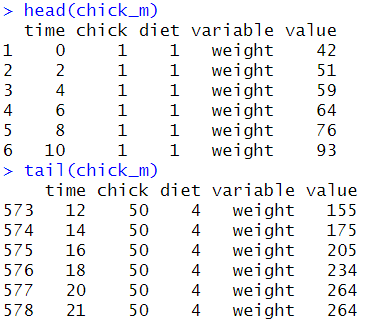 > head(chick_m)
  time chick diet variable value
1    0     1    1   weight    42
2    2     1    1   weight    51
3    4     1    1   weight    59
4    6     1    1   weight    64
5    8     1    1   weight    76
6   10     1    1   weight    93
> tail(chick_m)
    time chick diet variable value
573   12    50    4   weight   155
574   14    50    4   weight   175
575   16    50    4   weight   205
576   18    50    4   weight   234
577   20    50    4   weight   264
578   21    50    4   weight   264